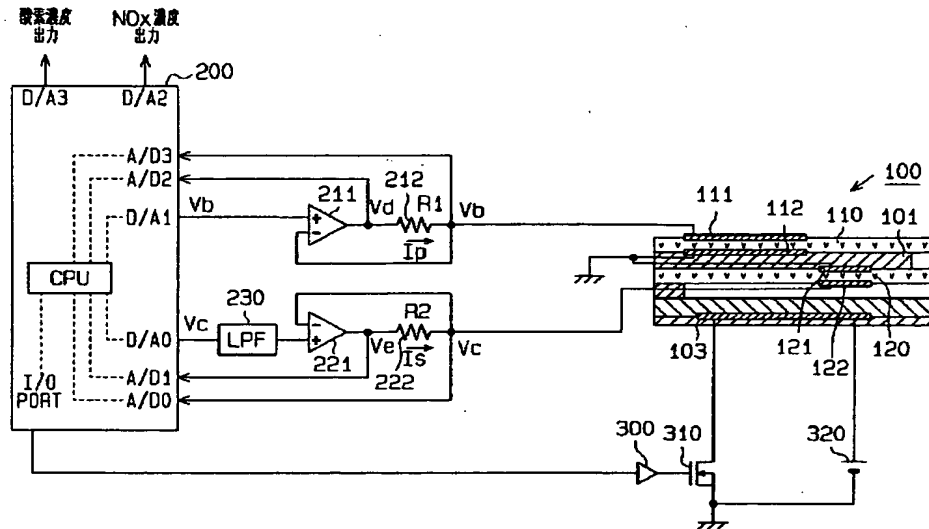 酸素濃度
出力
NOx濃度
出力
200
D/A3
D/A2
A/D3
A/D2
D/A1
Vb
211
Vd
212
R1
Vb
Ip
CPU
D/A0
Vc
230
LPF
221
Ve
R2
Is
222
Vc
A/D1
A/D0
I/O
PORT
100
111
112
110
101
103
121
122
120
300
310
320